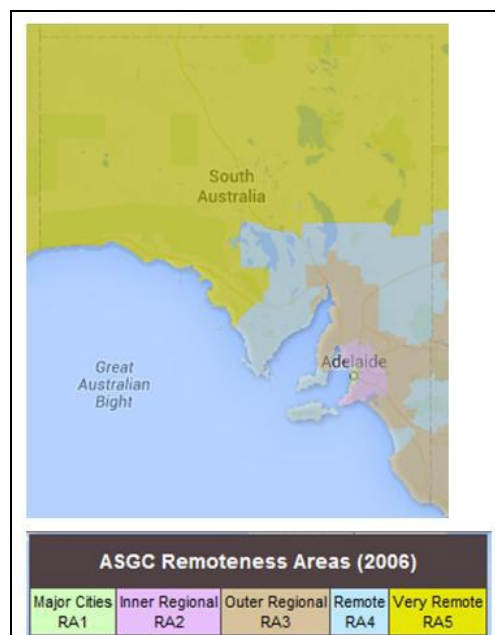 South
Australia
Adelaide
Great
Australian
Bight
ASGC Remoteness Areas (2006)
Major Cities Inner Regional Outer Regional Remote Very Remote
RA1 RA2 RA3 RA4 RA5